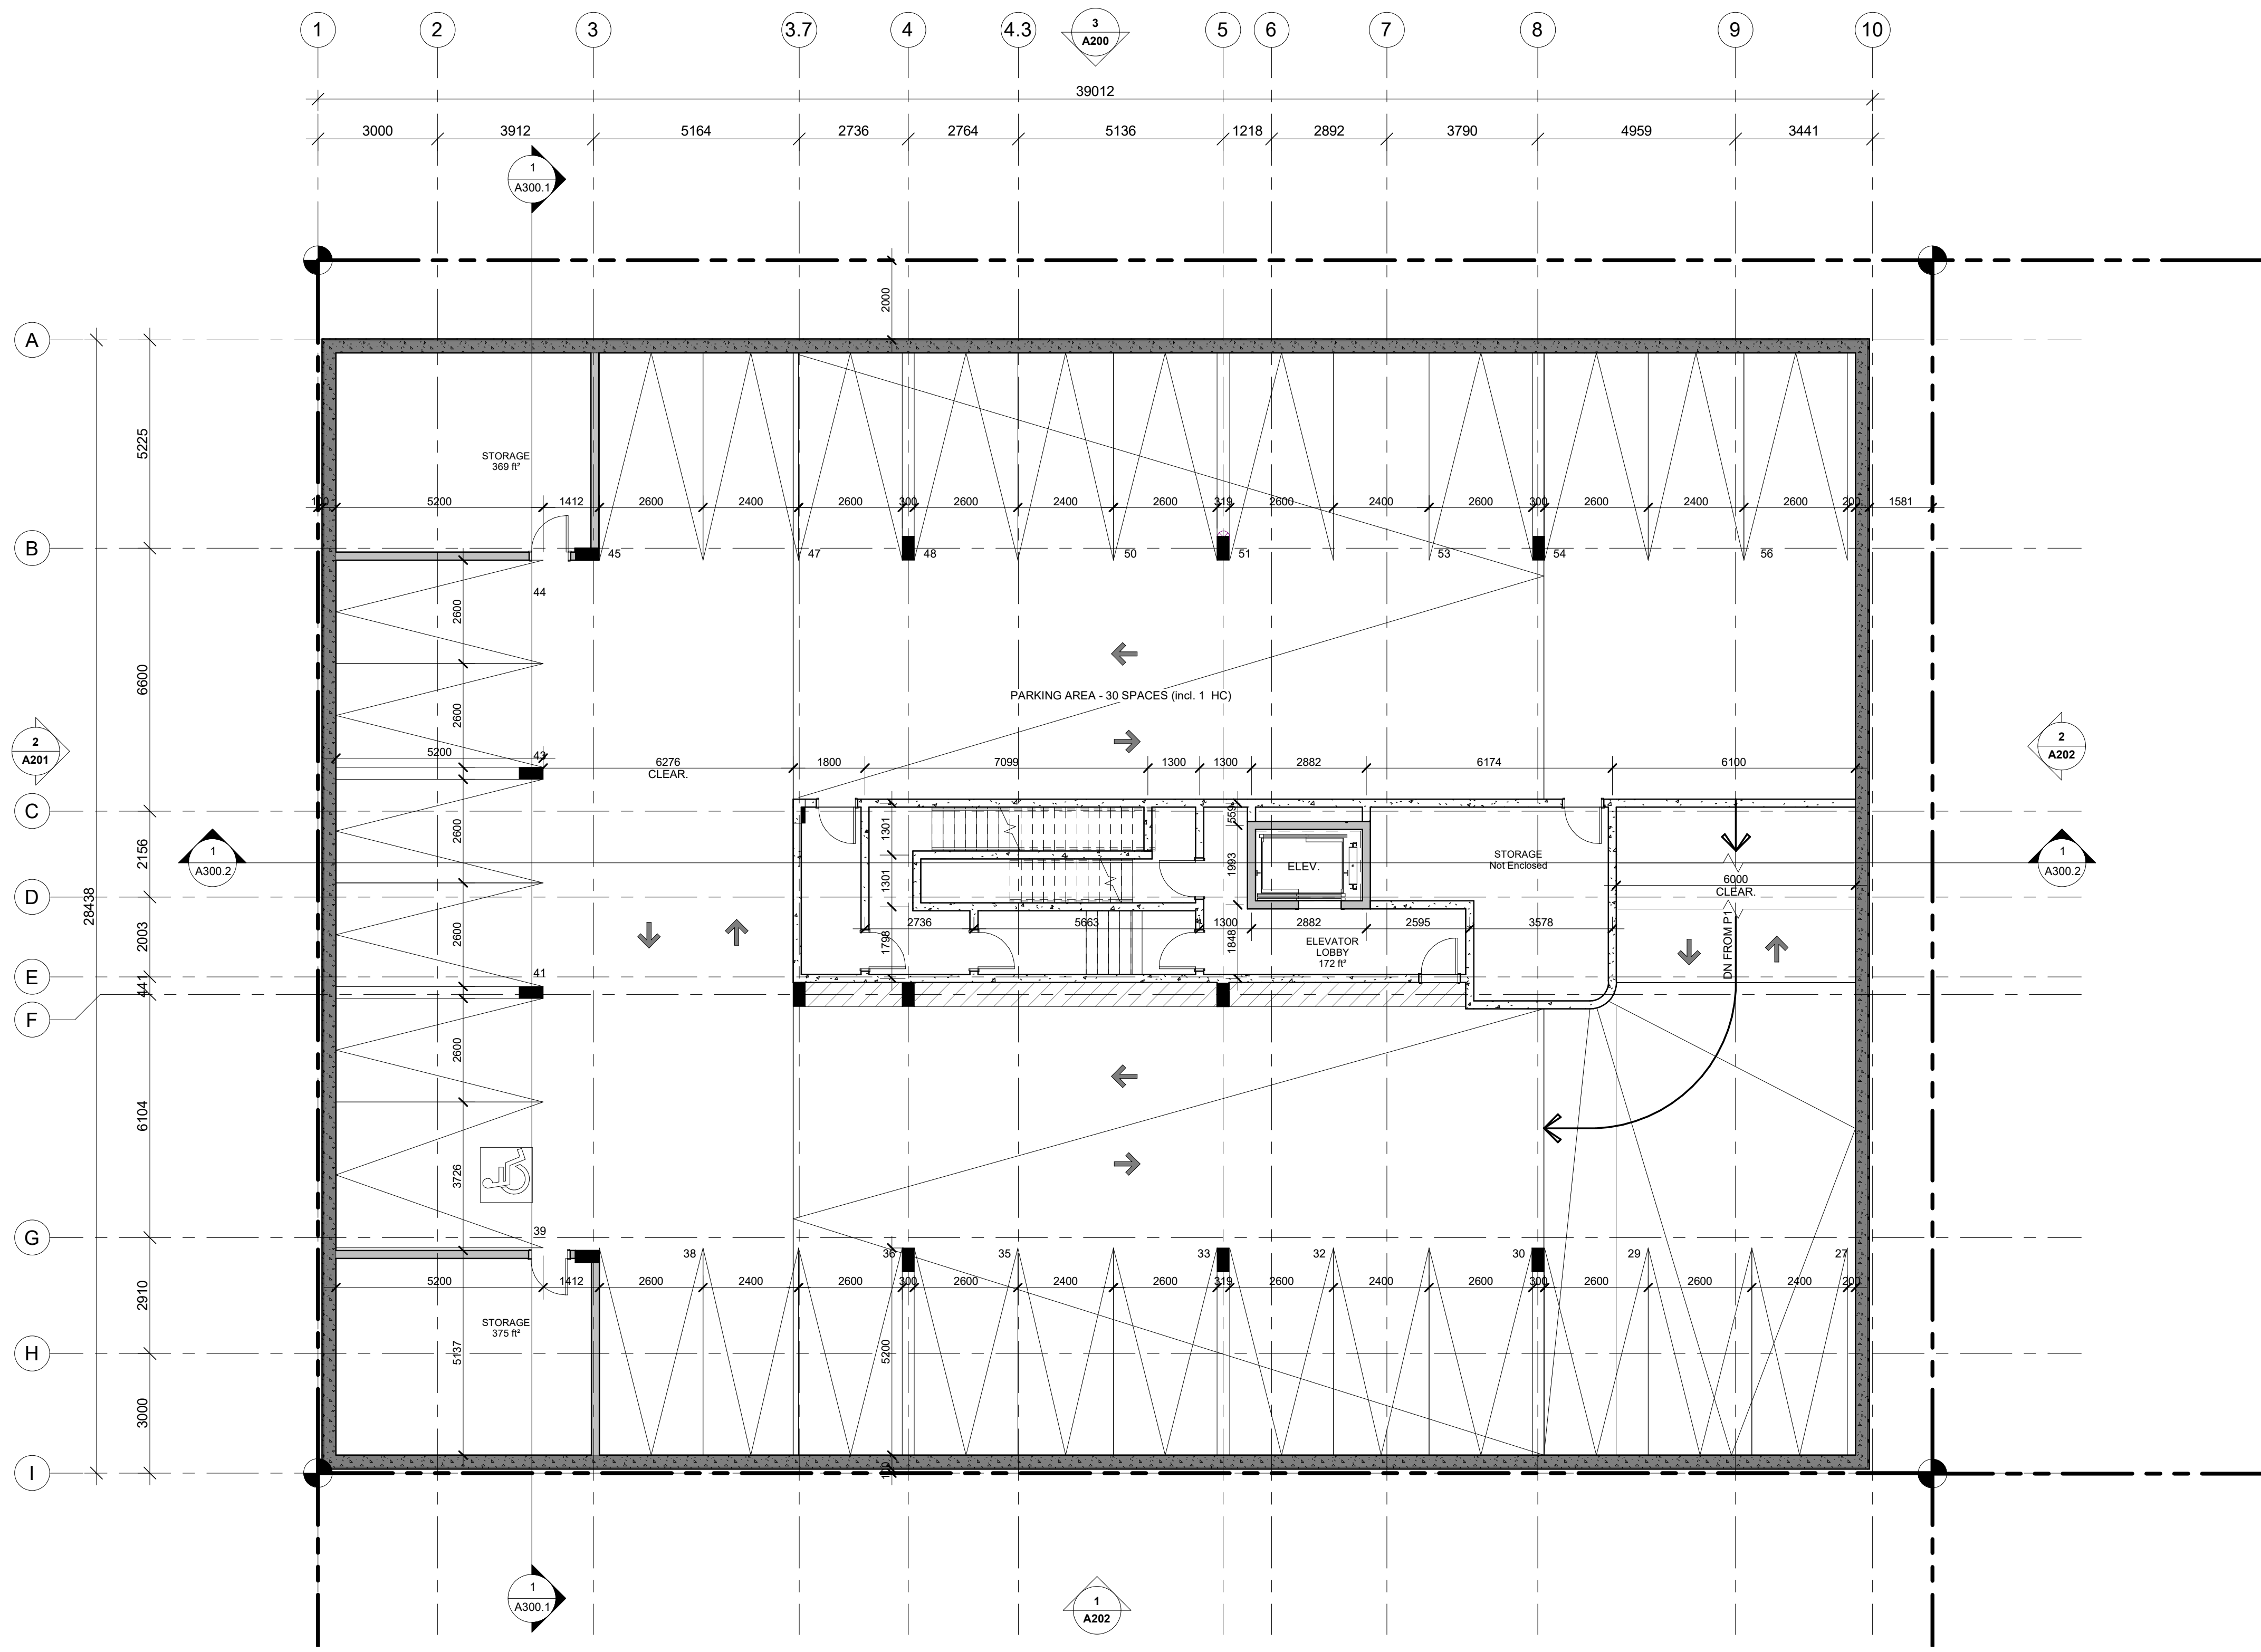 1 2 3 3.7 4 4.3 5 6 7 8 9 10
3
A200
39012
3000 3912 5164 2736 2764 5136 1218 2892 3790 4959 3441
1
A300.1
2000
A
5225
STORAGE
369 ft²
5200 1412 2600 2400 2600 300 2600 2400 2600 319 2600 2400 2600 300 2600 2400 2600 200 1581
B
45 47 48 50 51 53 54 56
44
2600
6600
PARKING AREA - 30 SPACES (incl. 1 HC)
2600
2
A201
2
A202
5200 43 6276 1800 7099 1300 1300 2882 6174 6100
CLEAR.
C
1301 559
2600
2156
1
A300.2
STORAGE
Not Enclosed
ELEV.
1993
1
A300.2
1301
6000
CLEAR.
D
28438
2736 5663 1300 2882 2595 3578
2600
2003
1798 1848
ELEVATOR
LOBBY
172 ft²
DN FROM P1
E
41
441
F
2600
6104
3726
39
G
38 36 35 33 32 30 29 27
5200 1412 2600 2400 2600 300 2600 2400 2600 319 2600 2400 2600 300 2600 2600 2400 200
2910
STORAGE
375 ft²
5137
5200
H
3000
I
1
A300.1
1
A202